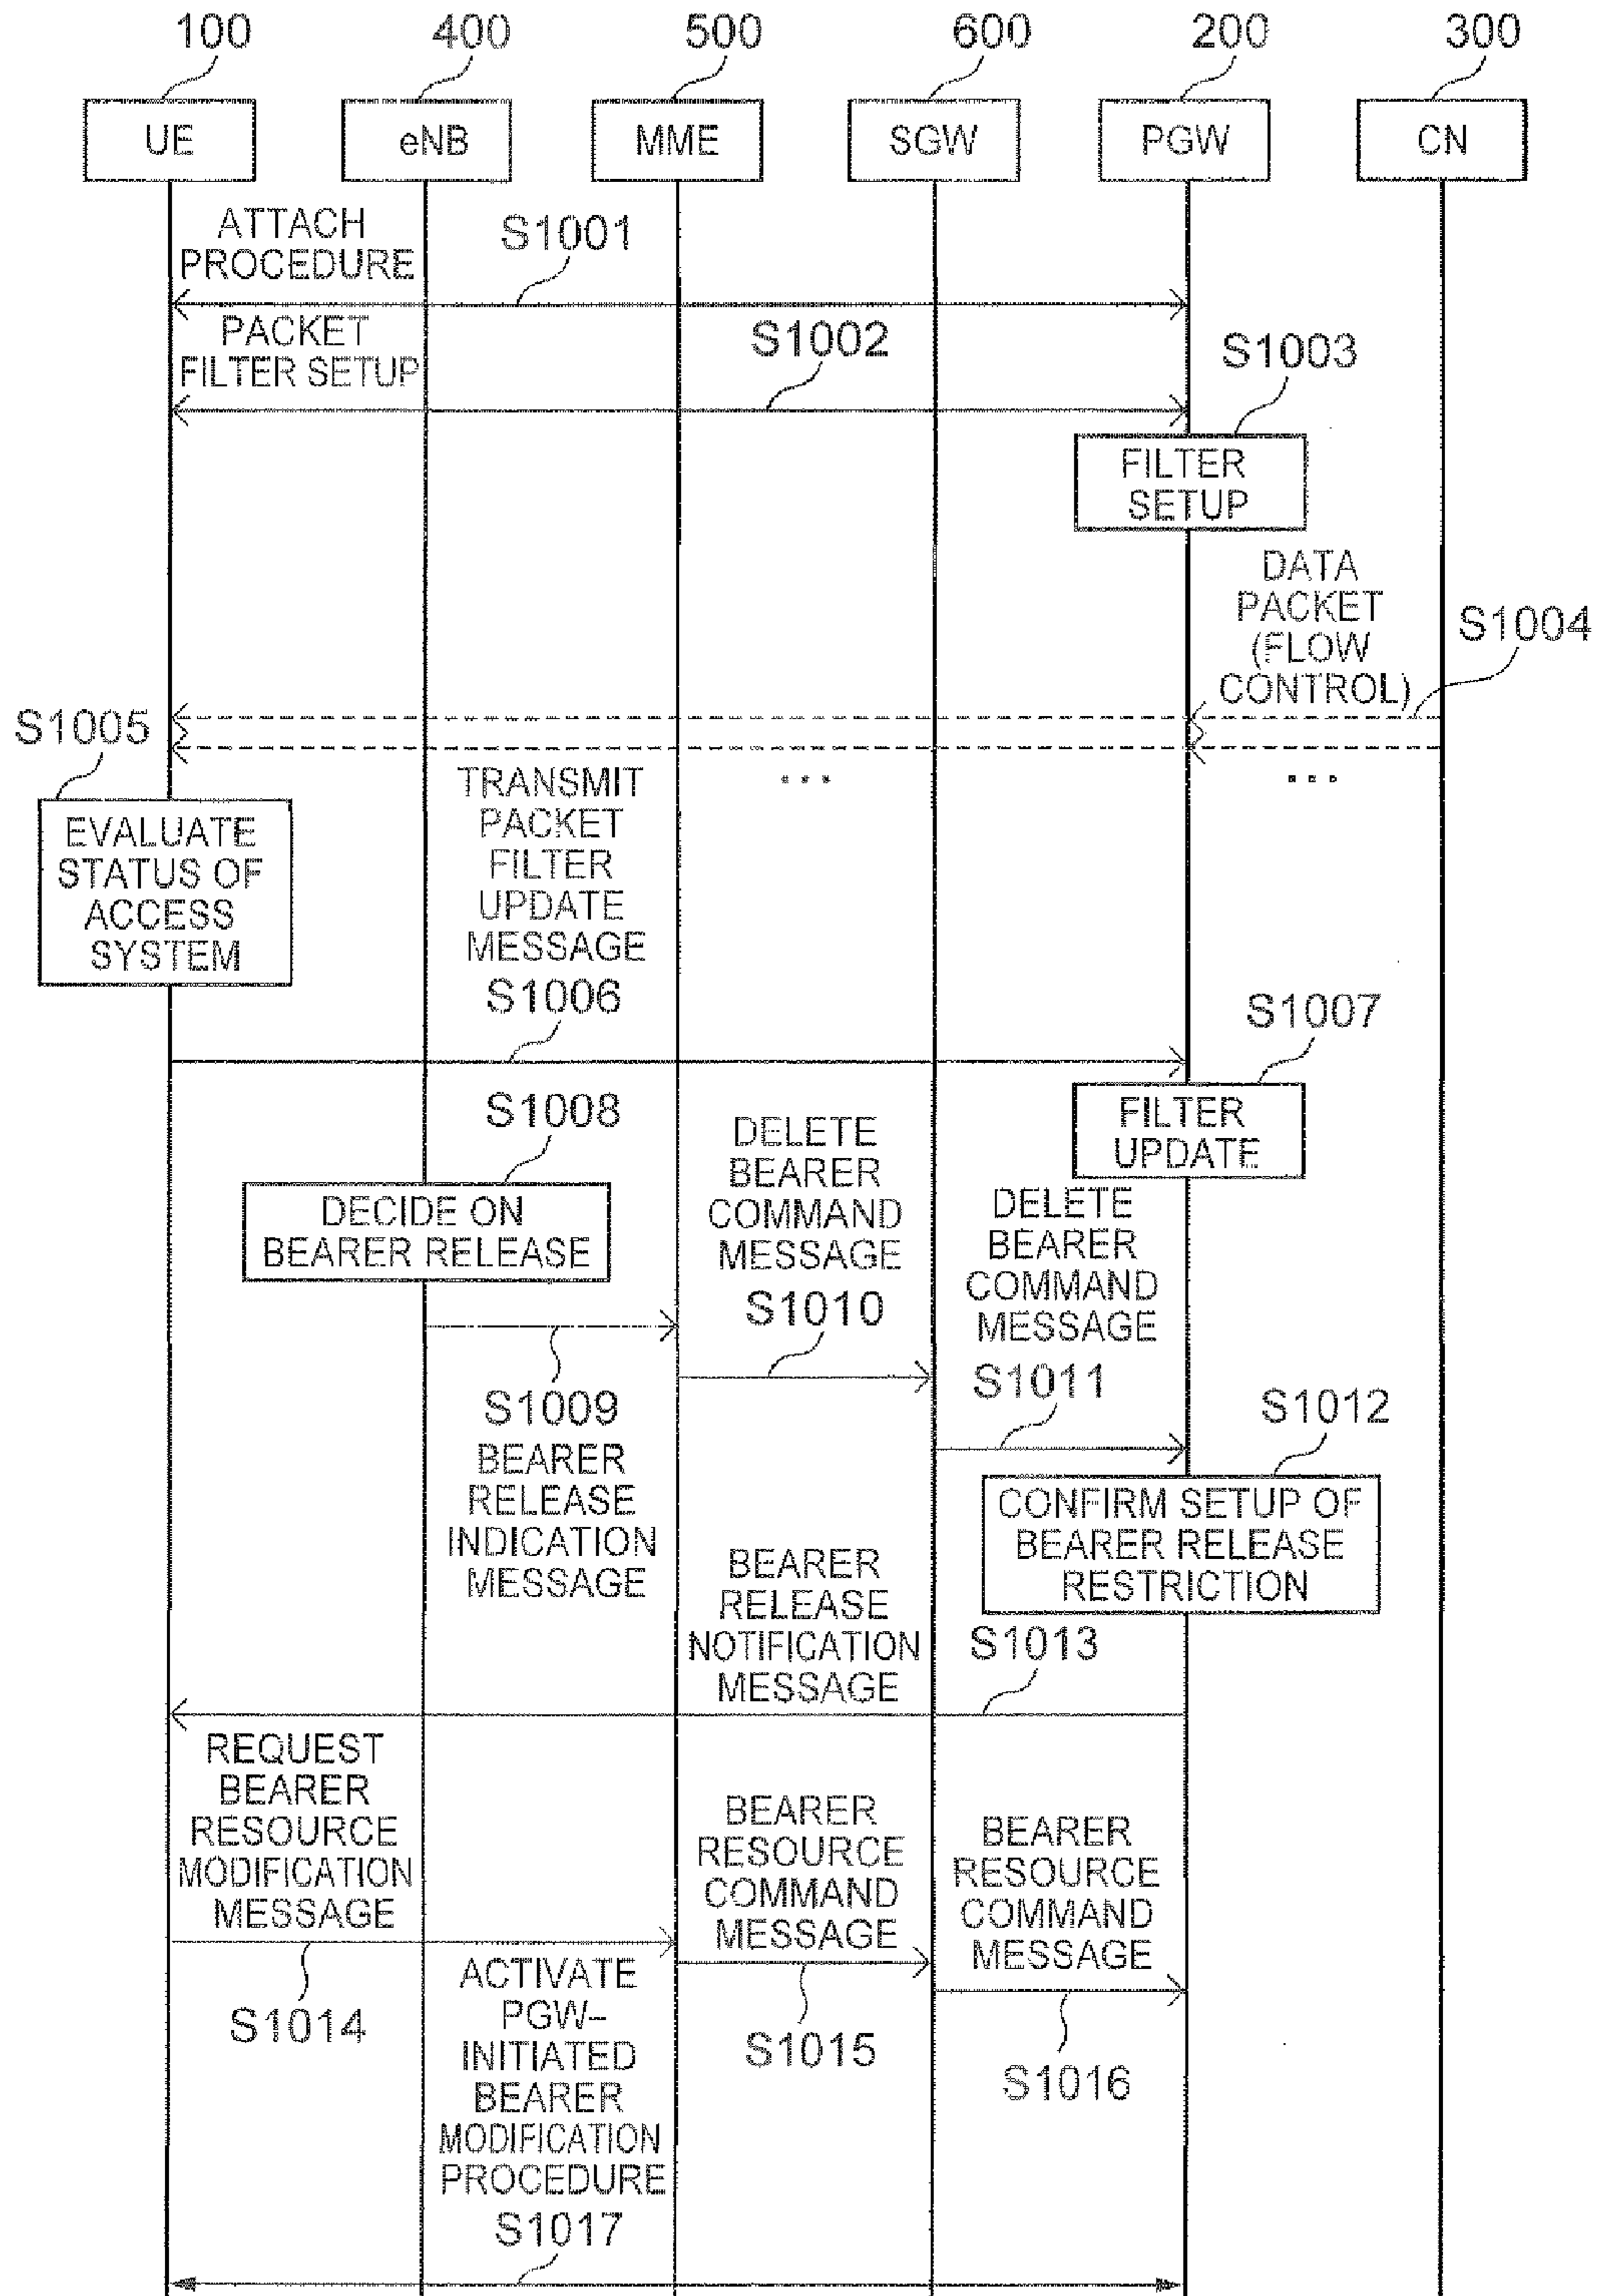 100 400 500 600 200 300
UE eNB MME SGW PGW CN
ATTACH
PROCEDURE
S1001
PACKET
FILTER SETUP
S1002
S1003
FILTER
SETUP
DATA
PACKET
(FLOW
CONTROL)
S1004
S1005
EVALUATE
STATUS OF
ACCESS
SYSTEM
...
...
TRANSMIT
PACKET
FILTER
UPDATE
MESSAGE
S1006
S1007
FILTER
UPDATE
S1008
DECIDE ON
BEARER RELEASE
DELETE
BEARER
COMMAND
MESSAGE
S1010
DELETE
BEARER
COMMAND
MESSAGE
S1011
S1009
BEARER
RELEASE
INDICATION
MESSAGE
S1012
CONFIRM SETUP OF
BEARER RELEASE
RESTRICTION
BEARER
RELEASE
NOTIFICATION
MESSAGE
S1013
REQUEST
BEARER
RESOURCE
MODIFICATION
MESSAGE
S1014
BEARER
RESOURCE
COMMAND
MESSAGE
S1015
BEARER
RESOURCE
COMMAND
MESSAGE
S1016
ACTIVATE
PGW-
INITIATED
BEARER
MODIFICATION
PROCEDURE
S1017